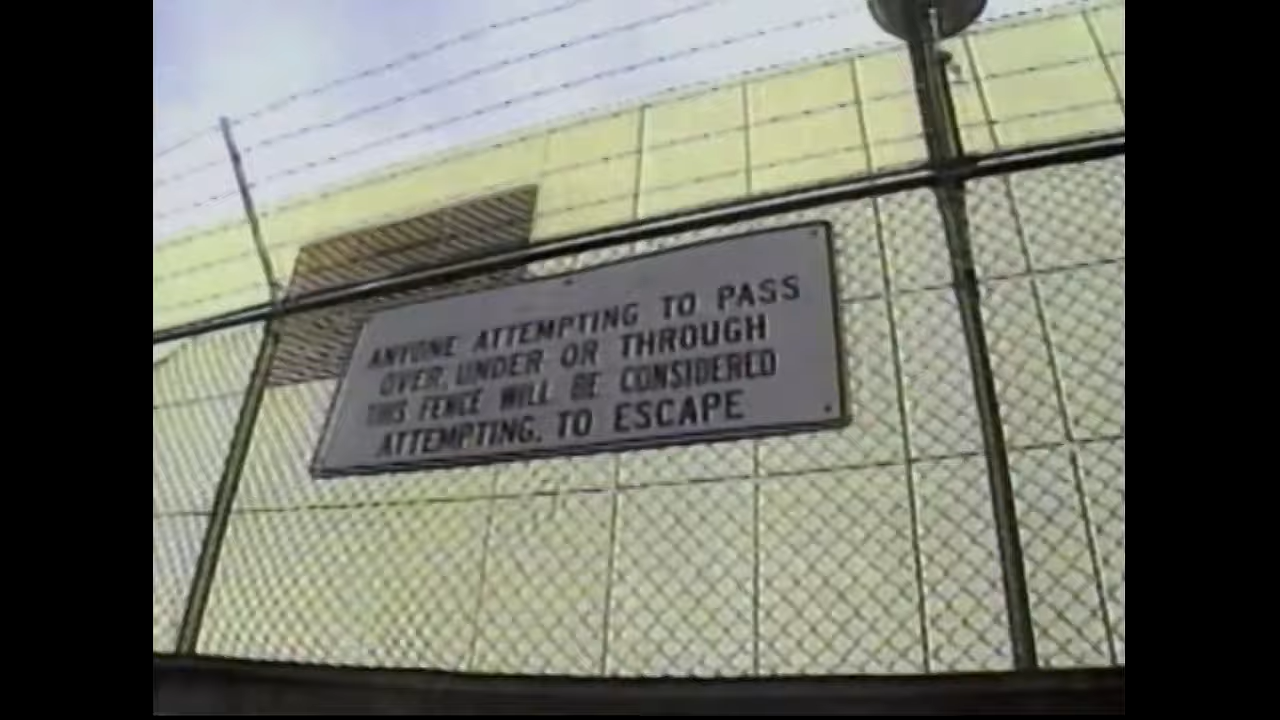 ANYONE ATTEMPTING TO PASS
OVER, UNDER OR THROUGH
THIS FENCE WILL BE CONSIDERED
ATTEMPTING. TO ESCAPE